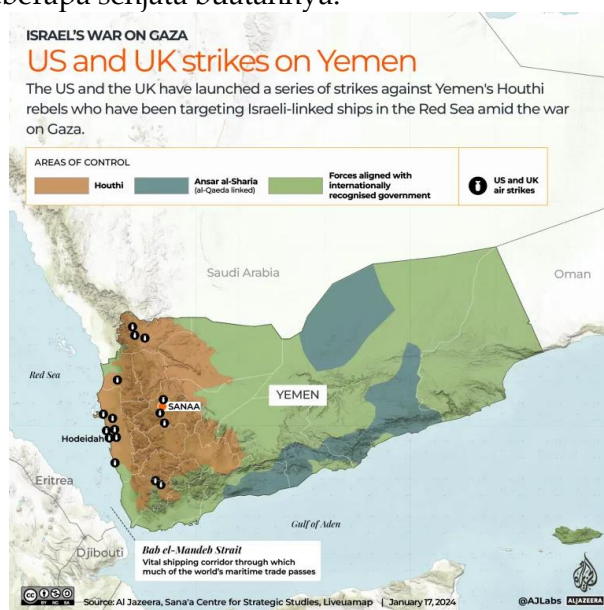 beberapa senjata buatannya.
ISRAEL'S WAR ON GAZA
US and UK strikes on Yemen
The US and the UK have launched a series of strikes against Yemen's Houthi
rebels who have been targeting Israeli-linked ships in the Red Sea amid the war
on Gaza.
AREAS OF CONTROL
Houthi
Ansar al-Sharia
(al-Qaeda linked)
Forces aligned with
internationally
recognised government
US and UK
air strikes
Saudi Arabia
Oman
Red Sea
YEMEN
SANAA
Hodeidah
Eritrea
Gulf of Aden
Djibouti
Bab el-Mandeb Strait
Vital shipping corridor through which
much of the world's maritime trade passes
Source: Al Jazeera, Sana'a Centre for Strategic Studies, Liveuamap | January 17, 2024
@AJLabs
ALJAZEERA